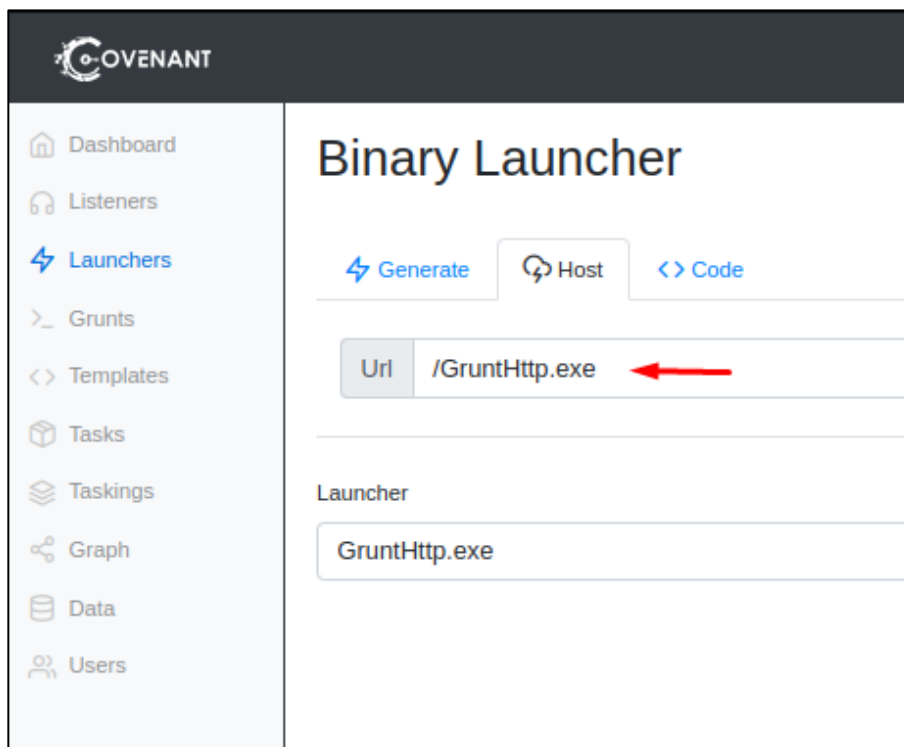 COVENANT
Dashboard
Listeners
Launchers
Grunts
Templates
Tasks
Taskings
Graph
Data
Users
Binary Launcher
Generate
Host
Code
Url /GruntHttp.exe
Launcher
GruntHttp.exe